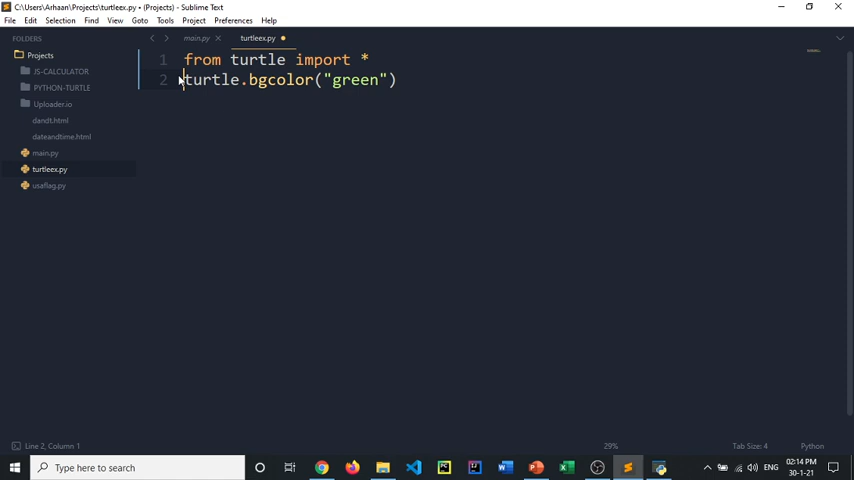 C:\Users\Arhaan\Projects\turtleex.py • (Projects) - Sublime Text
File Edit Selection Find View Goto Tools Project Preferences Help
FOLDERS
Projects
JS-CALCULATOR
PYTHON-TURTLE
Uploader.io
dandt.html
dateandtime.html
main.py
turtleex.py
usaflag.py
main.py turtleex.py
1 from turtle import *
2 turtle.bgcolor("green")
Line 2, Column 1 29% Tab Size: 4 Python
Type here to search
ENG
02:14 PM
30-1-21